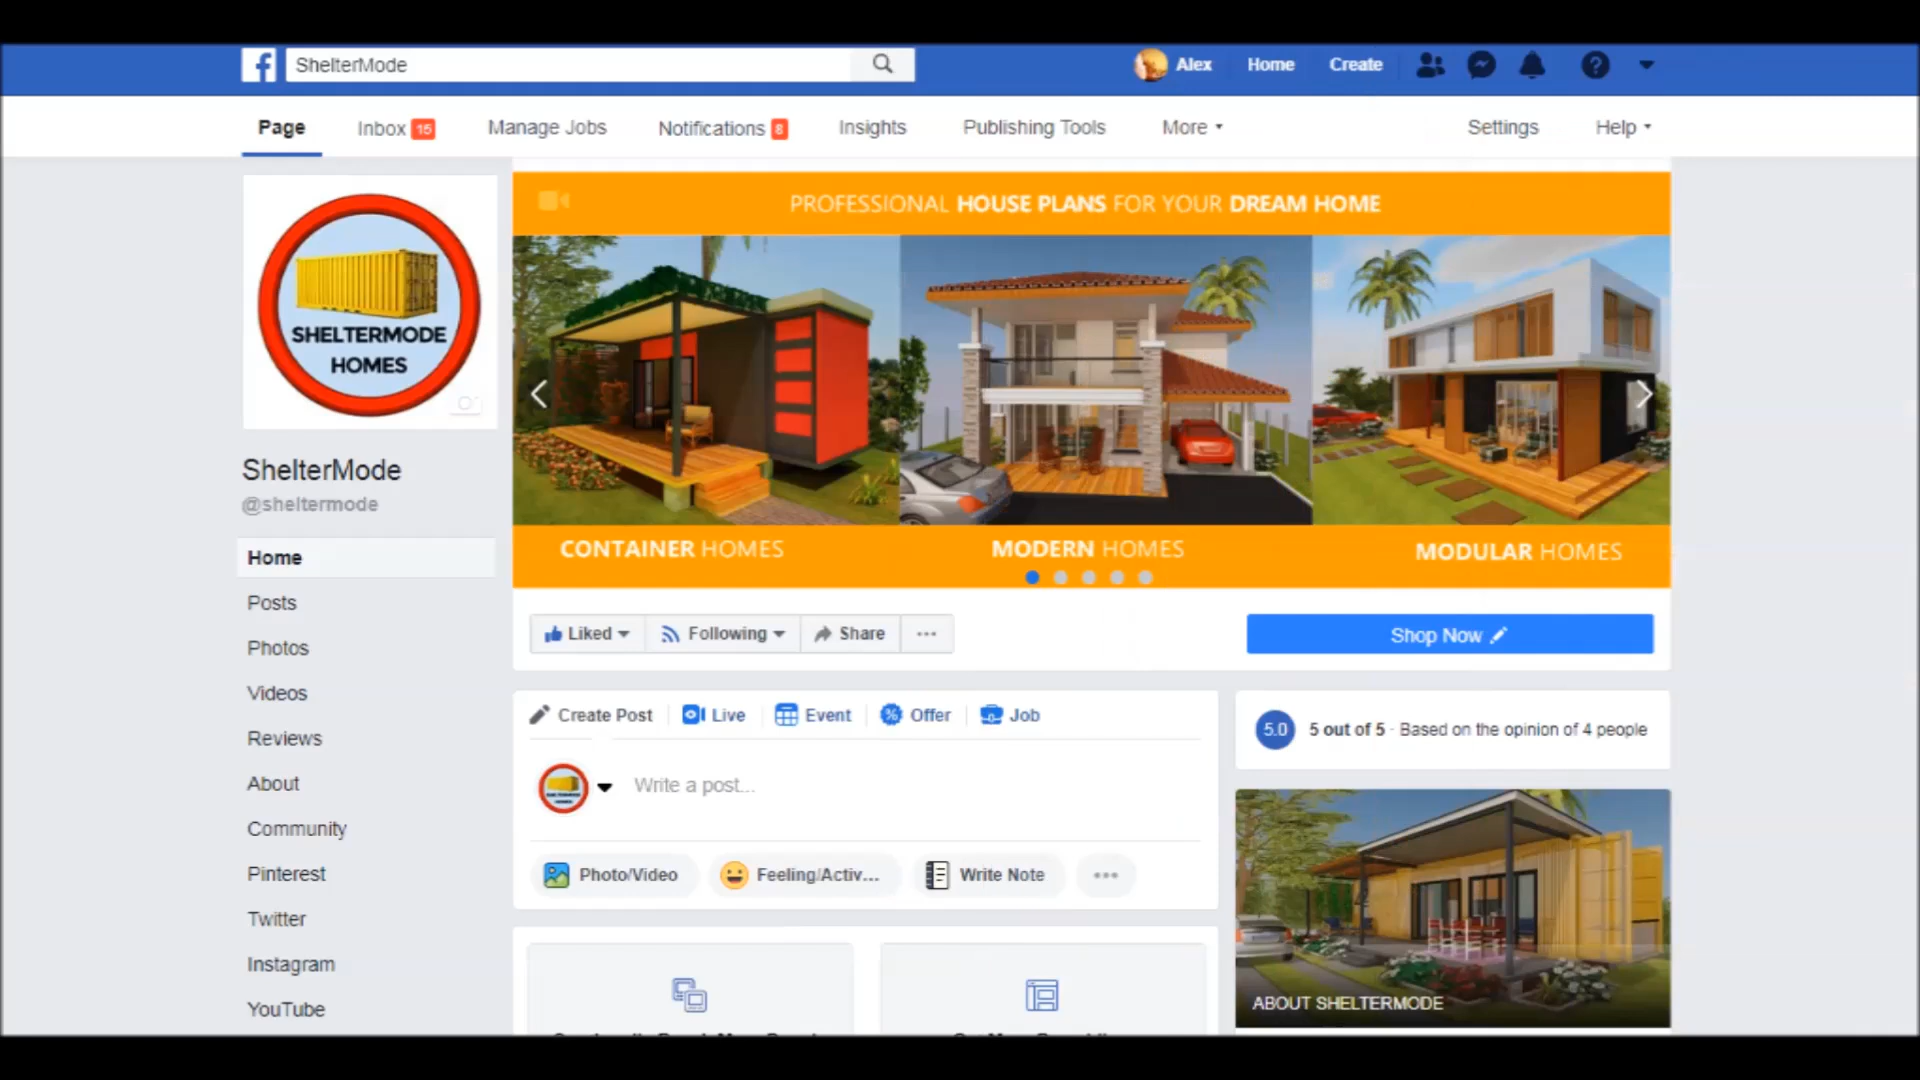 ShelterMode
Alex
Home
Create
Page
Inbox 15
Manage Jobs
Notifications 8
Insights
Publishing Tools
More
Settings
Help
SHELTERMODE
HOMES
ShelterMode
@sheltermode
Home
Posts
Photos
Videos
Reviews
About
Community
Pinterest
Twitter
Instagram
YouTube
PROFESSIONAL HOUSE PLANS FOR YOUR DREAM HOME
CONTAINER HOMES
MODERN HOMES
MODULAR HOMES
Liked
Following
Share
Shop Now
Create Post
Live
Event
Offer
Job
Write a post...
Photo/Video
Feeling/Activ...
Write Note
5.0
5 out of 5 · Based on the opinion of 4 people
ABOUT SHELTERMODE